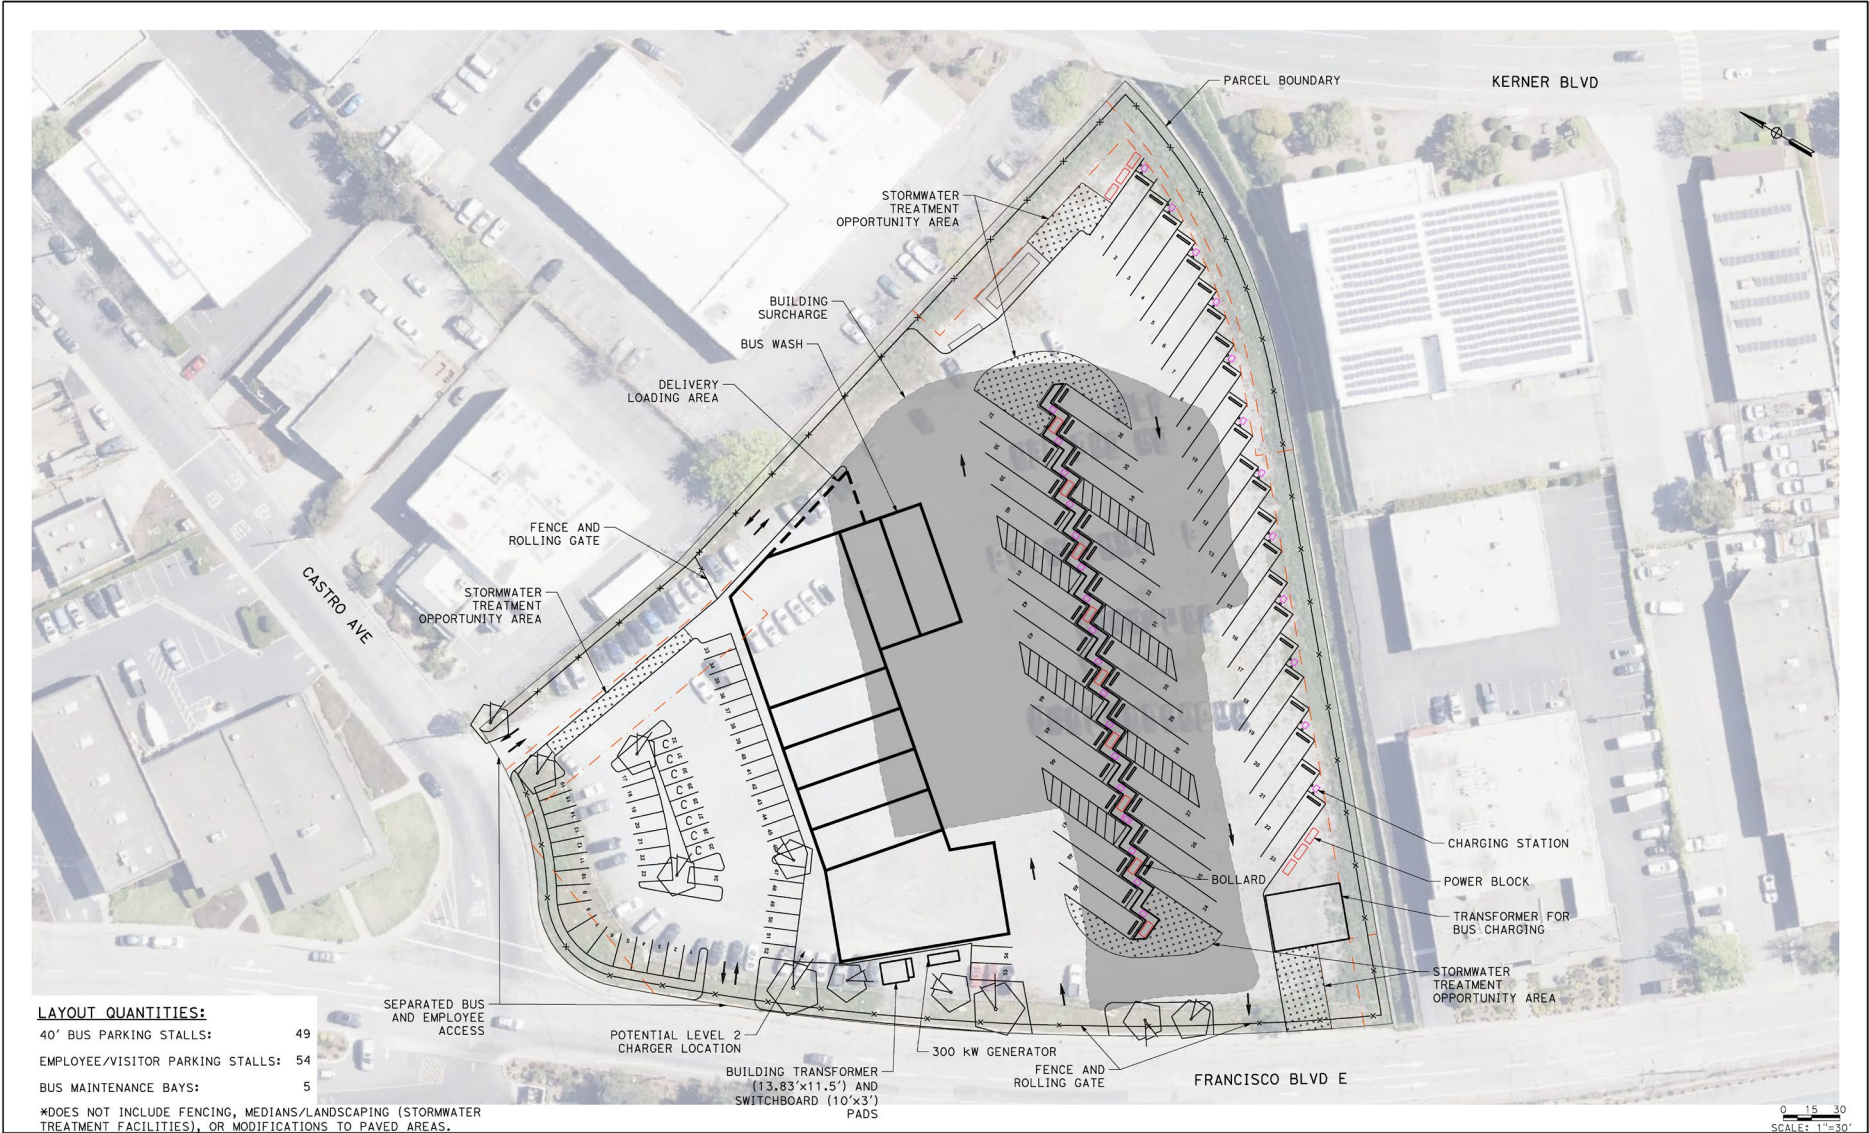 KERNER BLVD
PARCEL BOUNDARY
STORMWATER
TREATMENT
OPPORTUNITY AREA
BUILDING
SURCHARGE
BUS WASH
DELIVERY
LOADING AREA
FENCE AND
ROLLING GATE
CASTRO AVE
STORMWATER
TREATMENT
OPPORTUNITY AREA
CHARGING STATION
BOLLARD
POWER BLOCK
TRANSFORMER FOR
BUS CHARGING
STORMWATER
TREATMENT
OPPORTUNITY AREA
SEPARATED BUS
AND EMPLOYEE
ACCESS
POTENTIAL LEVEL 2
CHARGER LOCATION
BUILDING TRANSFORMER
(13.83'x11.5') AND
SWITCHBOARD (10'x3')
PADS
300 kW GENERATOR
FENCE AND
ROLLING GATE
FRANCISCO BLVD E
LAYOUT QUANTITIES:
40' BUS PARKING STALLS: 49
EMPLOYEE/VISITOR PARKING STALLS: 54
BUS MAINTENANCE BAYS: 5
*DOES NOT INCLUDE FENCING, MEDIANS/LANDSCAPING (STORMWATER
TREATMENT FACILITIES), OR MODIFICATIONS TO PAVED AREAS.
0 15 30
SCALE: 1"=30'